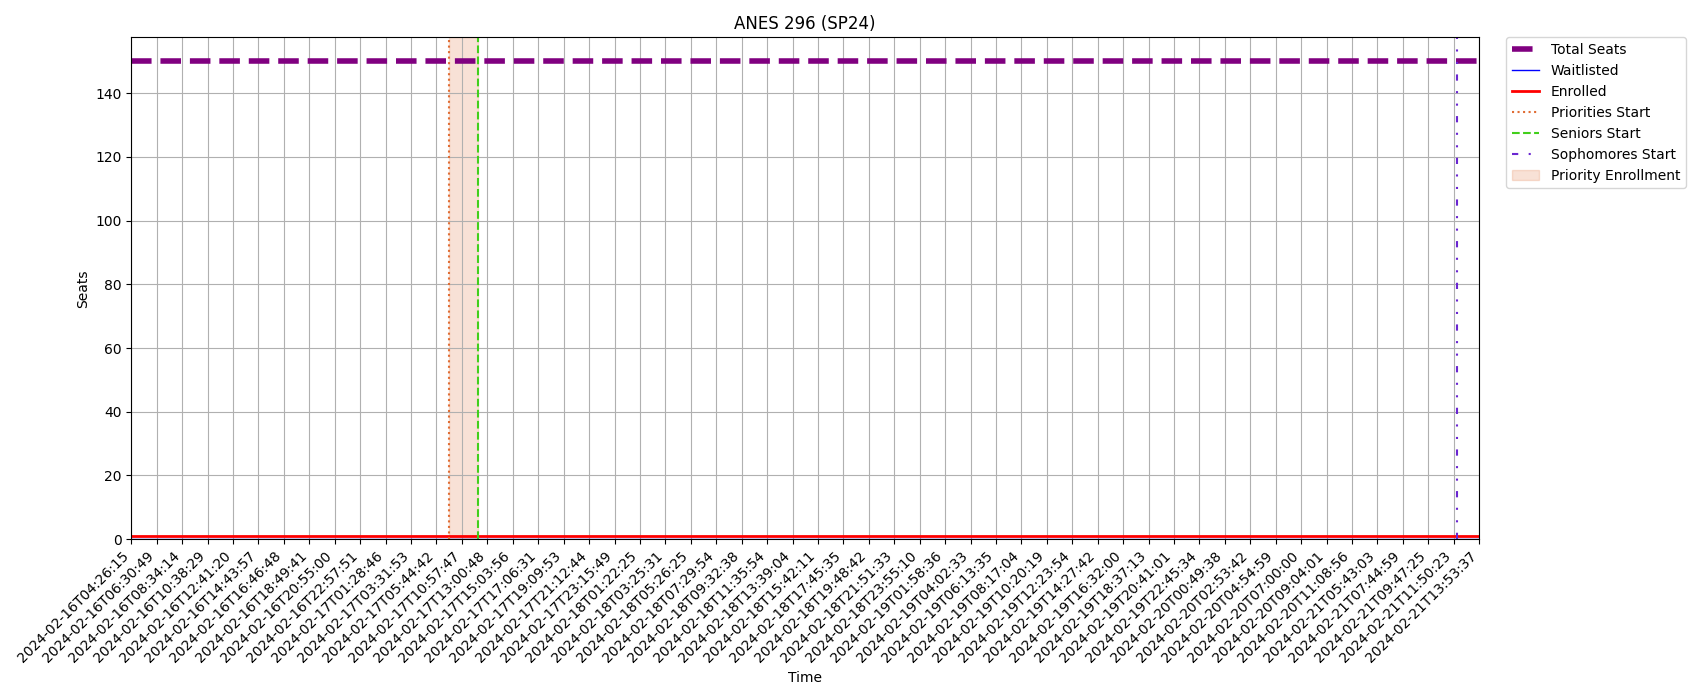 ANES 296 (SP24)
Total Seats
Waitlisted
Enrolled
Priorities Start
Seniors Start
Sophomores Start
Priority Enrollment
Seats
140
120
100
80
60
40
20
0
2024-02-16T04:26:15
2024-02-16T06:30:49
2024-02-16T08:34:14
2024-02-16T10:38:29
2024-02-16T12:41:20
2024-02-16T14:43:57
2024-02-16T16:46:48
2024-02-16T18:49:41
2024-02-16T20:55:00
2024-02-16T22:57:51
2024-02-17T01:28:46
2024-02-17T03:31:53
2024-02-17T05:44:42
2024-02-17T10:57:47
2024-02-17T13:00:48
2024-02-17T15:03:56
2024-02-17T17:06:31
2024-02-17T19:09:53
2024-02-17T21:12:44
2024-02-17T23:15:49
2024-02-18T01:22:25
2024-02-18T03:25:31
2024-02-18T05:26:25
2024-02-18T07:29:54
2024-02-18T09:32:38
2024-02-18T11:35:54
2024-02-18T13:39:04
2024-02-18T15:42:11
2024-02-18T17:45:35
2024-02-18T19:48:42
2024-02-18T21:51:33
2024-02-18T23:55:10
2024-02-19T01:58:36
2024-02-19T04:02:33
2024-02-19T06:13:35
2024-02-19T08:17:04
2024-02-19T10:20:19
2024-02-19T12:23:54
2024-02-19T14:27:42
2024-02-19T16:32:00
2024-02-19T18:37:13
2024-02-19T20:41:01
2024-02-19T22:45:34
2024-02-20T00:49:38
2024-02-20T02:53:42
2024-02-20T04:54:59
2024-02-20T07:00:00
2024-02-20T09:04:01
2024-02-20T11:08:56
2024-02-21T05:43:03
2024-02-21T07:44:59
2024-02-21T09:47:25
2024-02-21T11:50:23
2024-02-21T13:53:37
Time